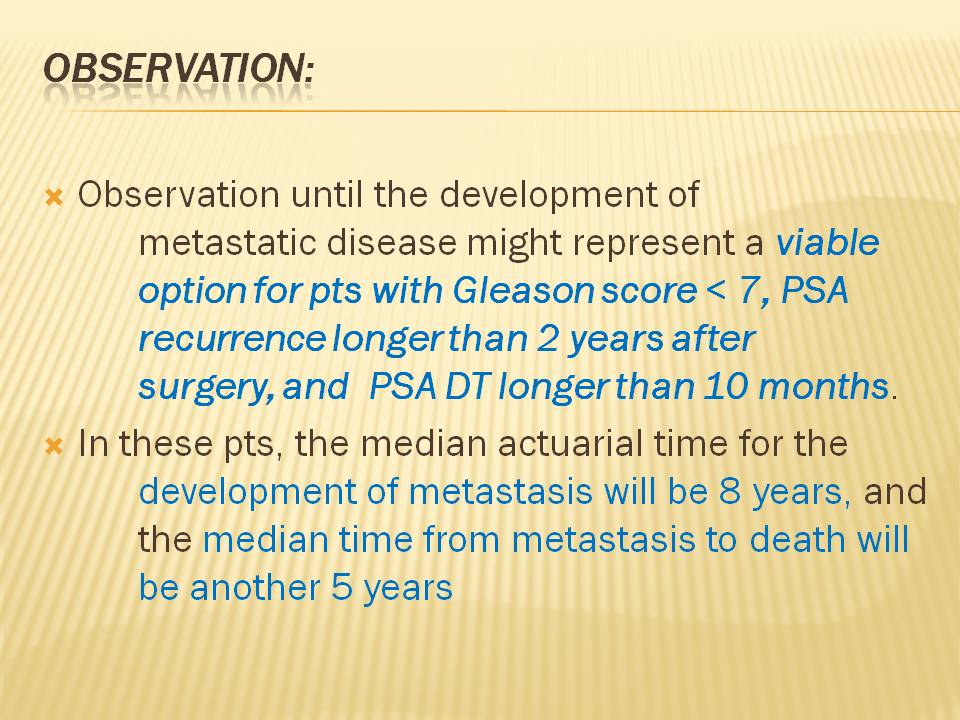 OBSERVATION:
Observation until the development of
metastatic disease might represent a viable
option for pts with Gleason score < 7, PSA
recurrence longer than 2 years after
surgery, and PSA DT longer than 10 months.
In these pts, the median actuarial time for the
development of metastasis will be 8 years, and
the median time from metastasis to death will
be another 5 years